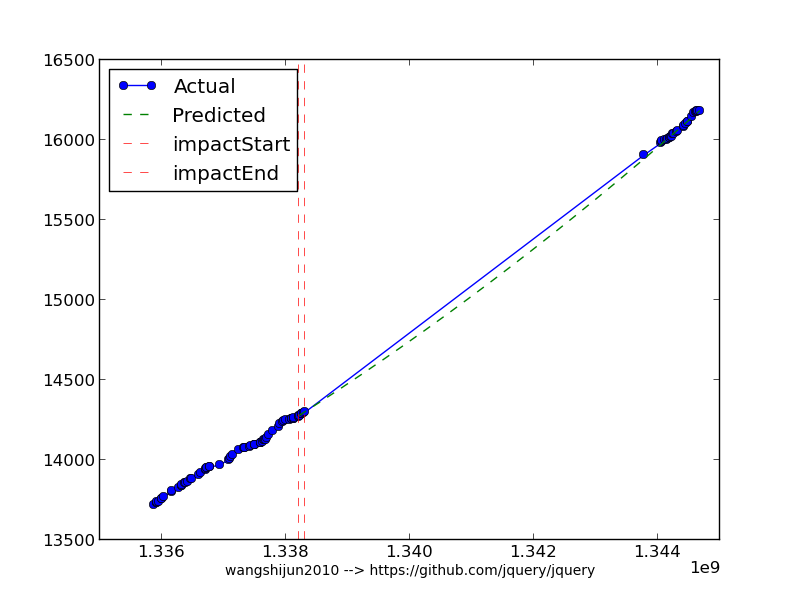 16500
16000
15500
15000
14500
14000
13500
Actual
Predicted
impactStart
impactEnd
1.336 1.338 1.340 1.342 1.344
1e9
wangshijun2010 --> https://github.com/jquery/jquery